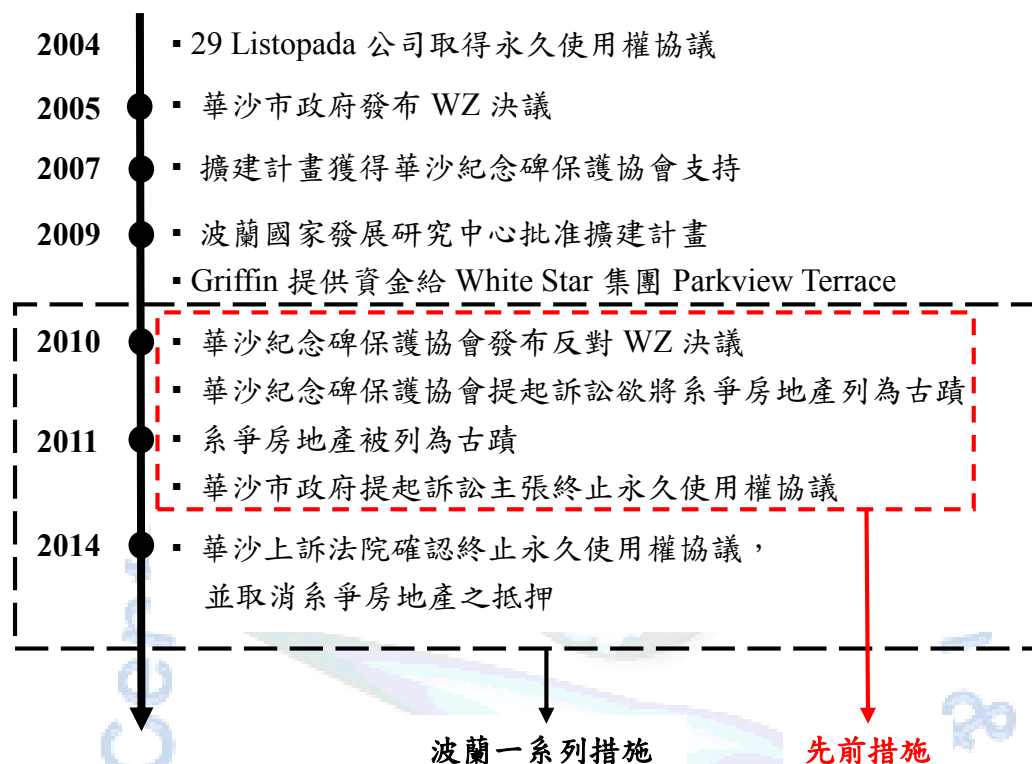 2004 ▪ 29 Listopada 公司取得永久使用權協議
2005 ▪ 華沙市政府發布 WZ 決議
2007 ▪ 擴建計畫獲得華沙紀念碑保護協會支持
2009 ▪ 波蘭國家發展研究中心批准擴建計畫
▪ Griffin 提供資金給 White Star 集團 Parkview Terrace
2010 ▪ 華沙紀念碑保護協會發布反對 WZ 決議
▪ 華沙紀念碑保護協會提起訴訟欲將系爭房地產列為古蹟
2011 ▪ 系爭房地產被列為古蹟
▪ 華沙市政府提起訴訟主張終止永久使用權協議
2014 ▪ 華沙上訴法院確認終止永久使用權協議，
並取消系爭房地產之抵押
波蘭一系列措施 先前措施